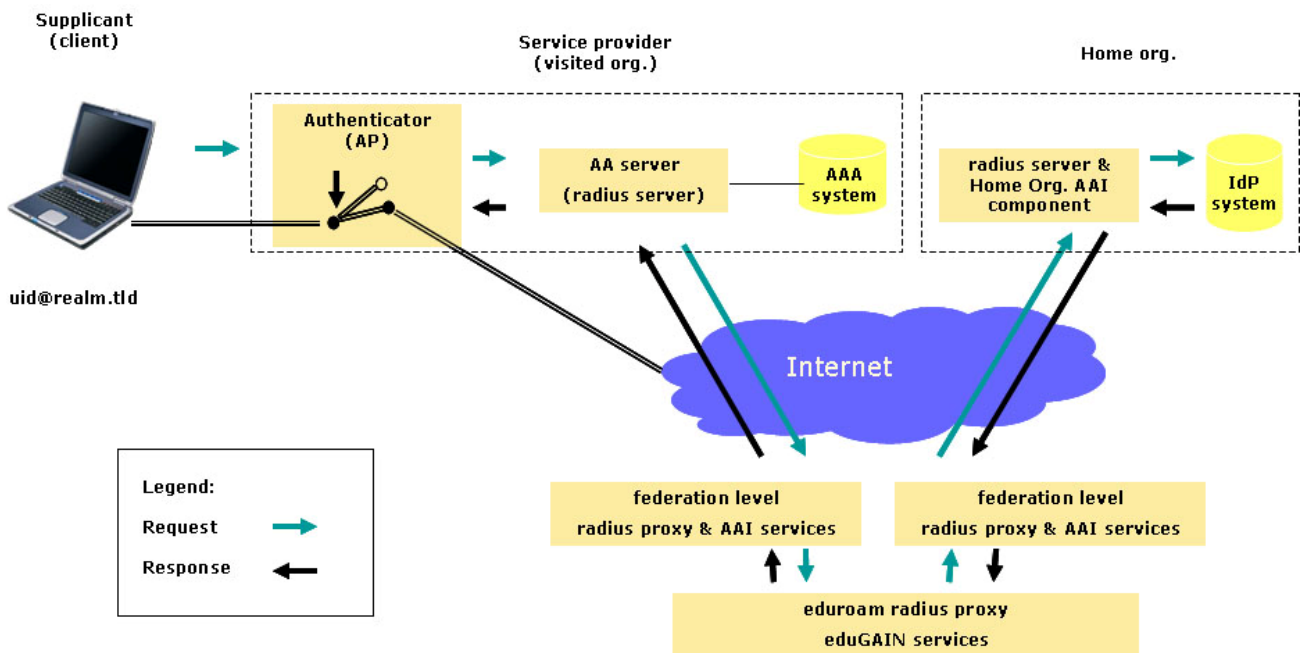 Supplicant
(client)
Service provider
(visited org.)
Home org.
Authenticator
(AP)
AA server
(radius server)
AAA
system
radius server &
Home Org. AAI
component
IdP
system
uid@realm.tld
Internet
Legend:
Request
Response
federation level
radius proxy & AAI services
federation level
radius proxy & AAI services
eduroam radius proxy
eduGAIN services